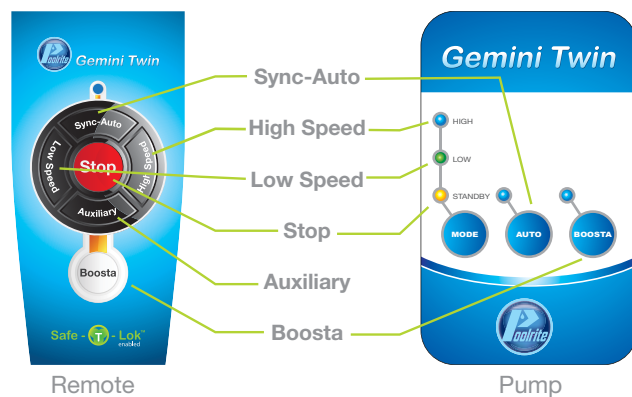 Poolrite
Gemini Twin
Sync-Auto
Low Speed
Stop
High Speed
Auxiliary
Boosta
Safe - T - Lok™
enabled
Remote
Sync-Auto
High Speed
Low Speed
Stop
Auxiliary
Boosta
Gemini Twin
HIGH
LOW
STANDBY
MODE
AUTO
BOOSTA
Poolrite
Pump